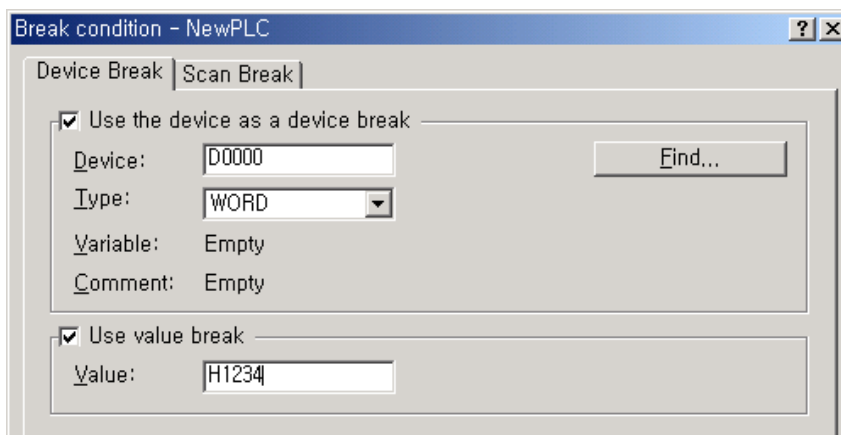 Break condition - NewPLC
Device Break Scan Break
Use the device as a device break
Device: D0000 Find...
Type: WORD
Variable: Empty
Comment: Empty
Use value break
Value: H1234